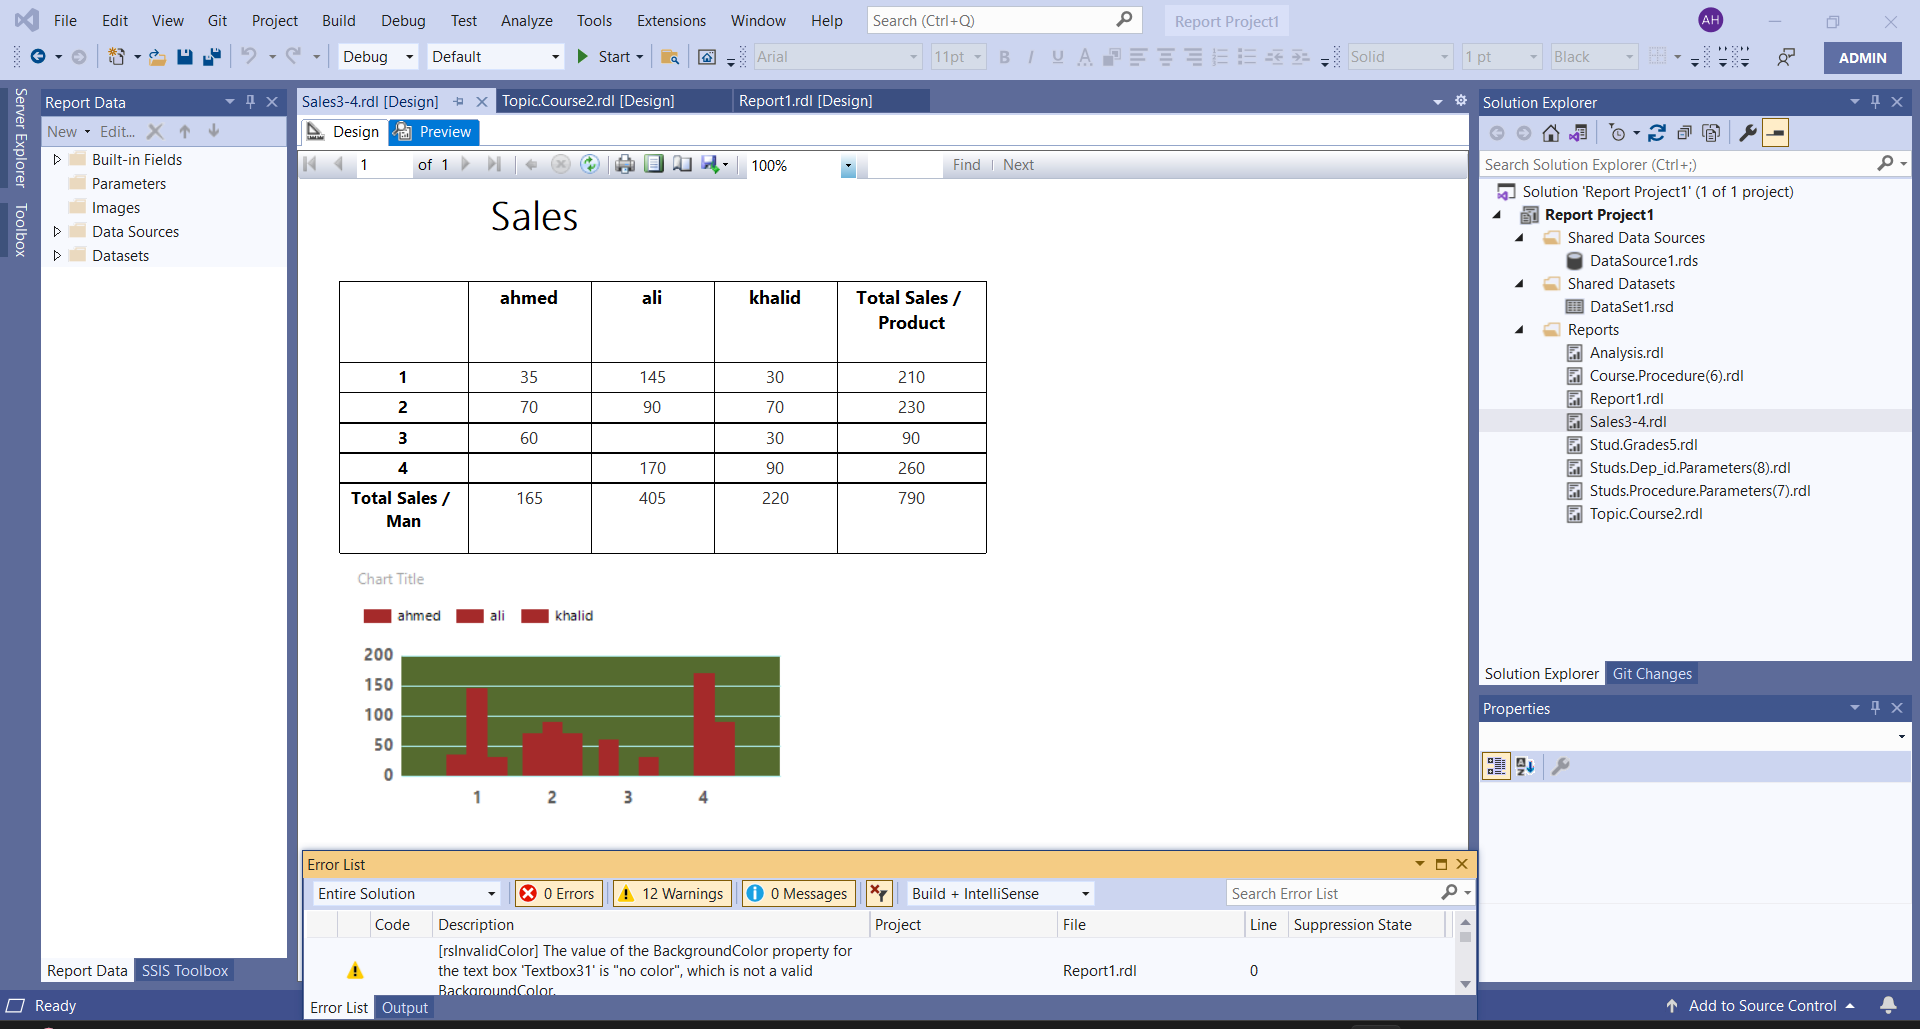 File Edit View Git Project Build Debug Test Analyze Tools Extensions Window Help Search (Ctrl+Q) Report Project1 AH
Debug Default Start Arial 11pt B I U A Solid 1 pt Black ADMIN
Server Explorer
Toolbox
Report Data
New Edit...
Built-in Fields
Parameters
Images
Data Sources
Datasets
Report Data SSIS Toolbox
Sales3-4.rdl [Design] Topic.Course2.rdl [Design] Report1.rdl [Design]
Design Preview
1 of 1 100% Find Next
Sales
ahmed ali khalid Total Sales /
Product
1 35 145 30 210
2 70 90 70 230
3 60 30 90
4 170 90 260
Total Sales / 165 405 220 790
Man
Chart Title
ahmed ali khalid
200
150
100
50
0
1 2 3 4
Error List
Entire Solution 0 Errors 12 Warnings 0 Messages Build + IntelliSense Search Error List
Code Description Project File Line Suppression State
[rsInvalidColor] The value of the BackgroundColor property for
the text box 'Textbox31' is "no color", which is not a valid Report1.rdl 0
BackgroundColor.
Error List Output
Solution Explorer
Search Solution Explorer (Ctrl+;)
Solution 'Report Project1' (1 of 1 project)
Report Project1
Shared Data Sources
DataSource1.rds
Shared Datasets
DataSet1.rsd
Reports
Analysis.rdl
Course.Procedure(6).rdl
Report1.rdl
Sales3-4.rdl
Stud.Grades5.rdl
Studs.Dep_id.Parameters(8).rdl
Studs.Procedure.Parameters(7).rdl
Topic.Course2.rdl
Solution Explorer Git Changes
Properties
Ready Add to Source Control